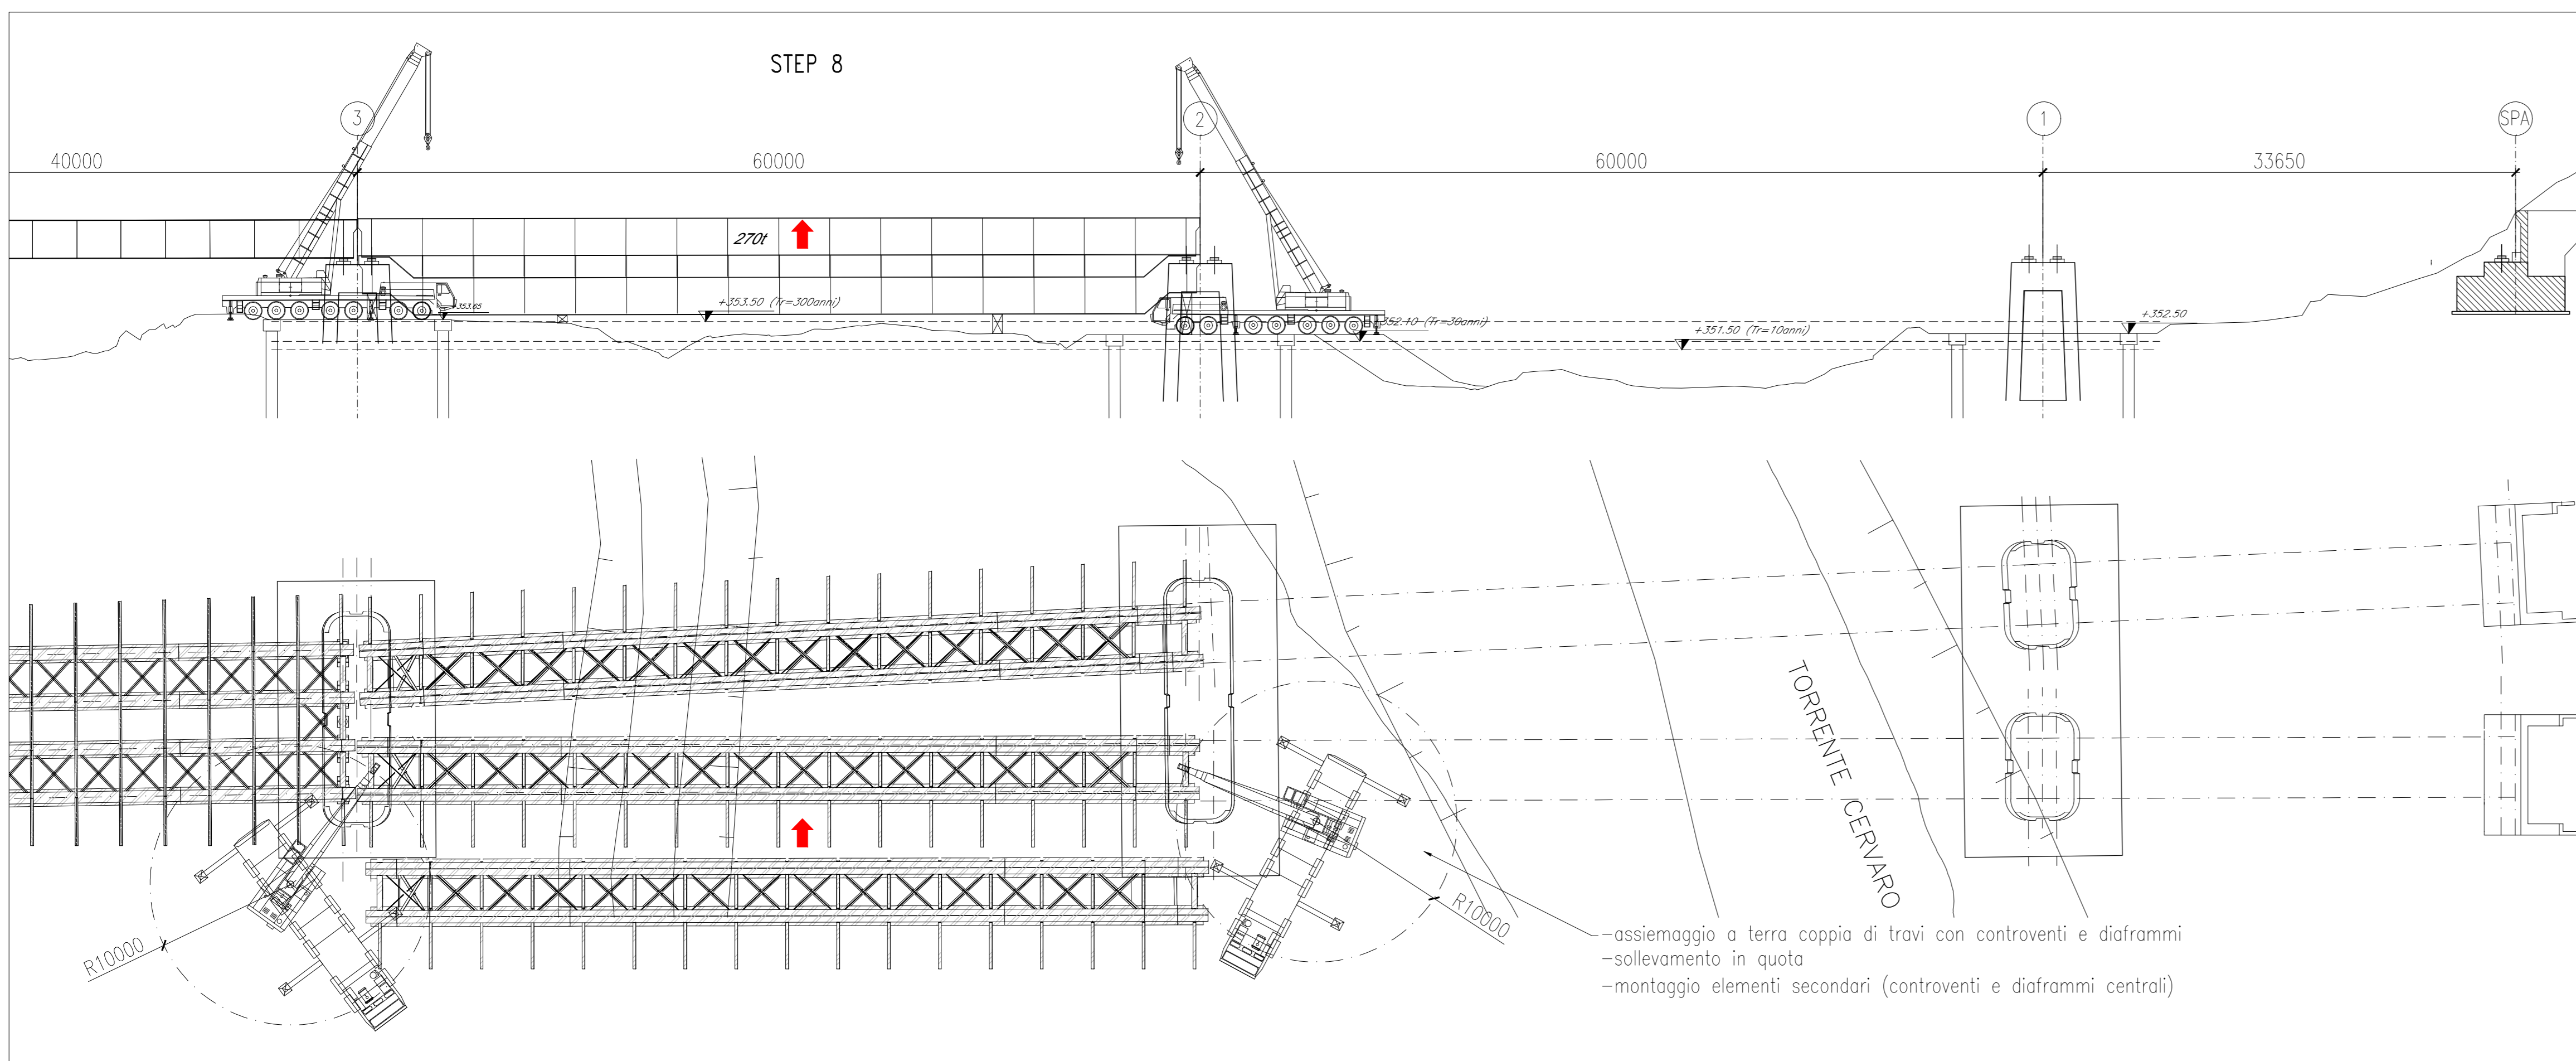 STEP 8
3
2
1
SPA
40000
60000
60000
33650
270t
+353.65
+353.50 (Tr=300anni)
352.10 (Tr=30anni)
+351.50 (Tr=10anni)
+352.50
TORRENTE CERVARO
R10000
R10000
-assiemaggio a terra coppia di travi con controventi e diaframmi
-sollevamento in quota
-montaggio elementi secondari (controventi e diaframmi centrali)